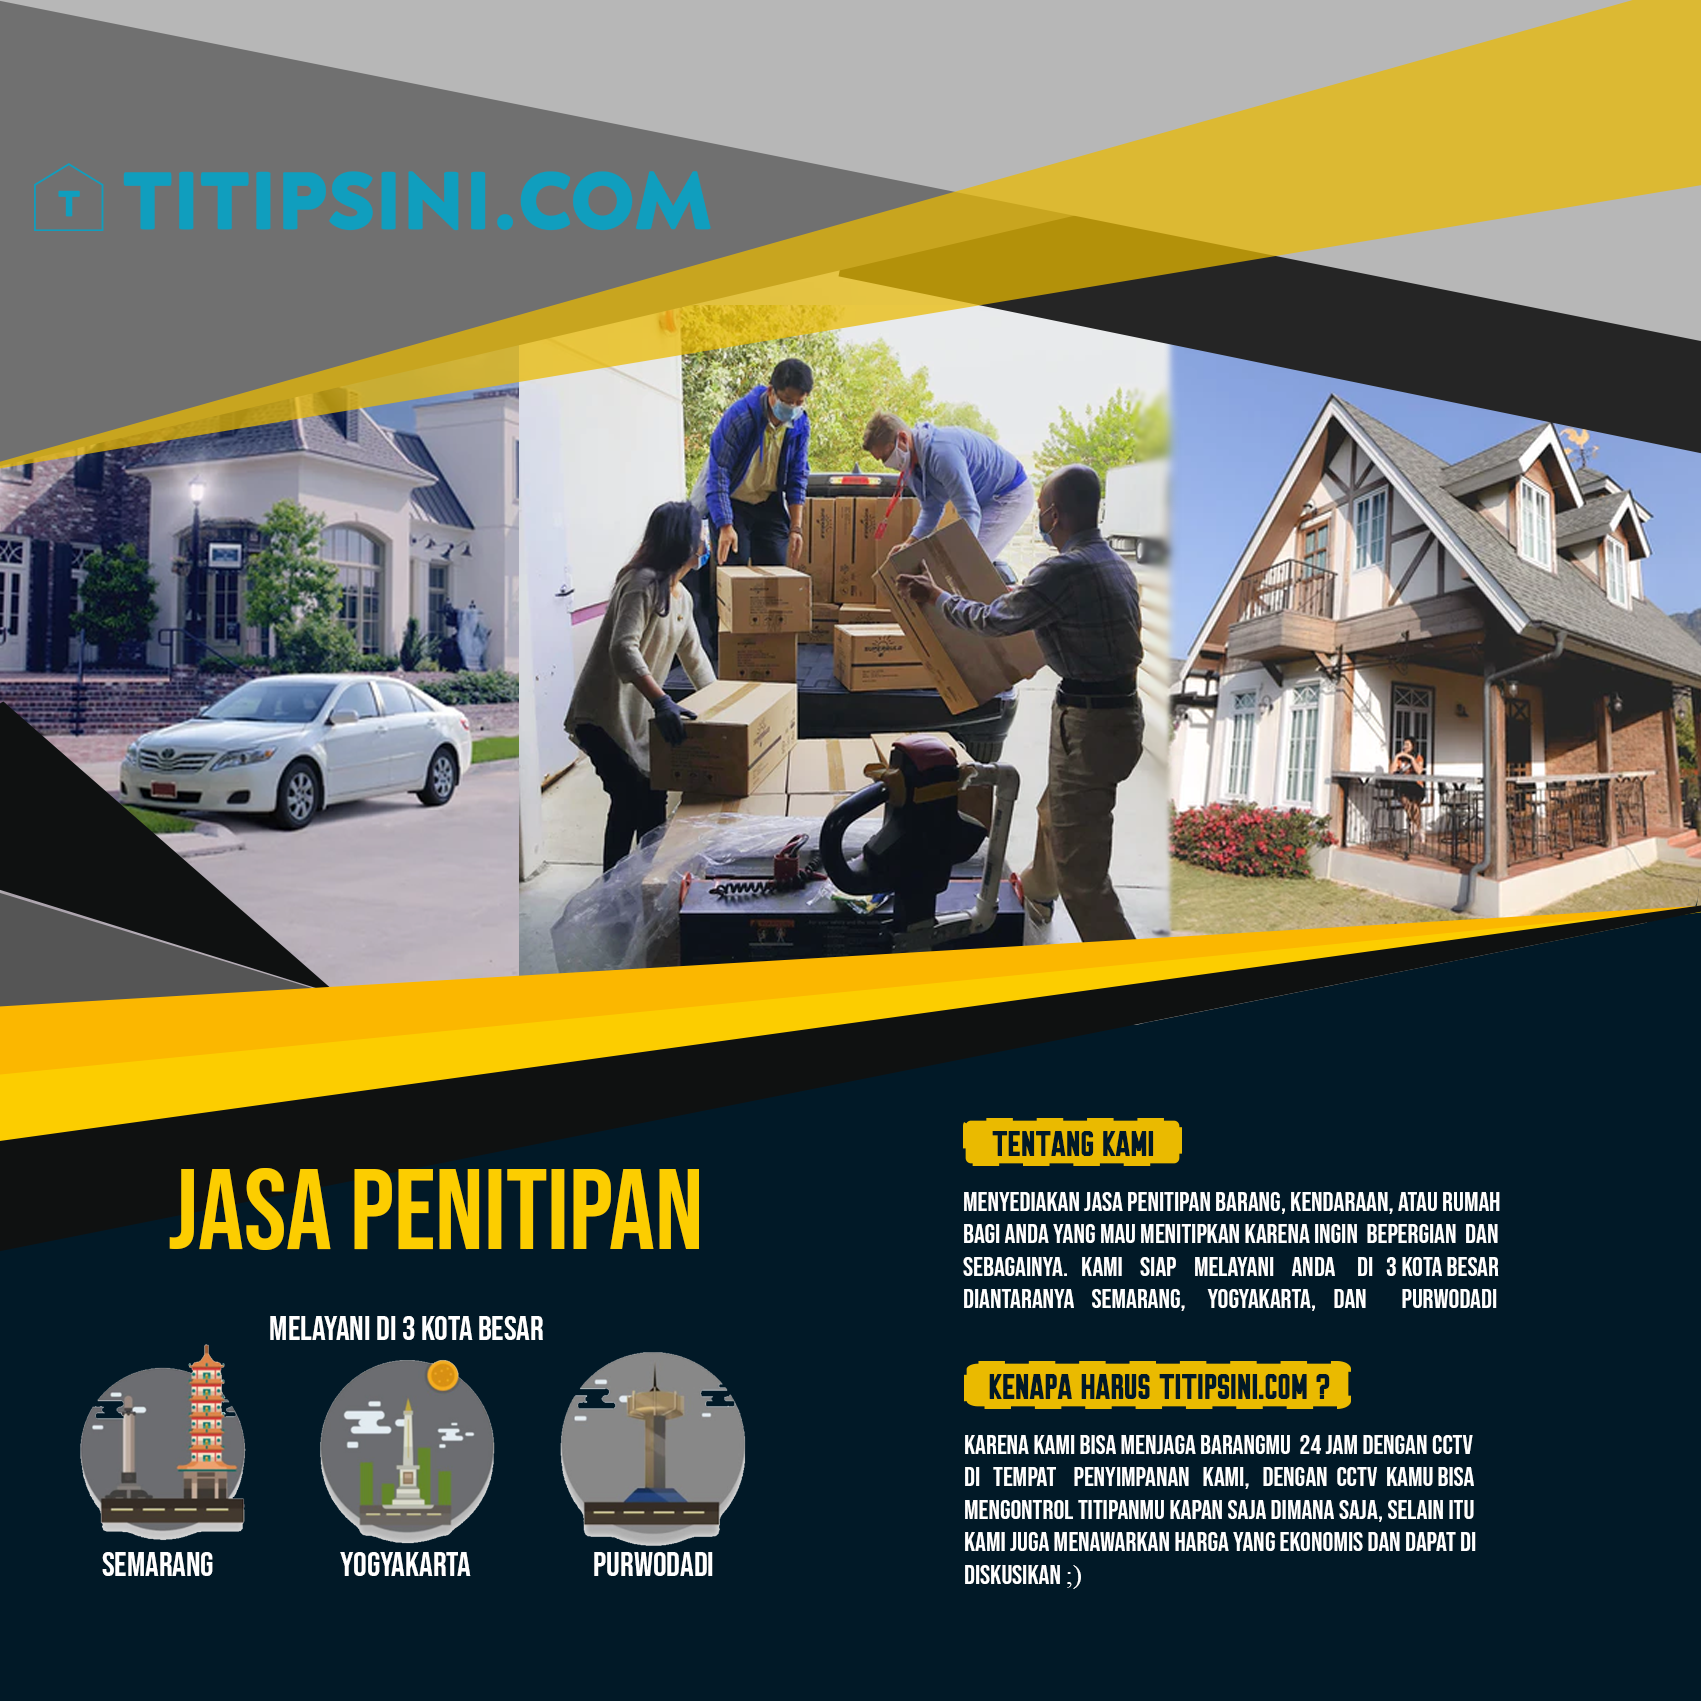 T TITIPSINI.COM
JASA PENITIPAN
MELAYANI DI 3 KOTA BESAR
SEMARANG
YOGYAKARTA
PURWODADI
TENTANG KAMI
MENYEDIAKAN JASA PENITIPAN BARANG, KENDARAAN, ATAU RUMAH
BAGI ANDA YANG MAU MENITIPKAN KARENA INGIN BEPERGIAN DAN
SEBAGAINYA. KAMI SIAP MELAYANI ANDA DI 3 KOTA BESAR
DIANTARANYA SEMARANG, YOGYAKARTA, DAN PURWODADI
KENAPA HARUS TITIPSINI.COM ?
KARENA KAMI BISA MENJAGA BARANGMU 24 JAM DENGAN CCTV
DI TEMPAT PENYIMPANAN KAMI, DENGAN CCTV KAMU BISA
MENGONTROL TITIPANMU KAPAN SAJA DIMANA SAJA, SELAIN ITU
KAMI JUGA MENAWARKAN HARGA YANG EKONOMIS DAN DAPAT DI
DISKUSIKAN ;)